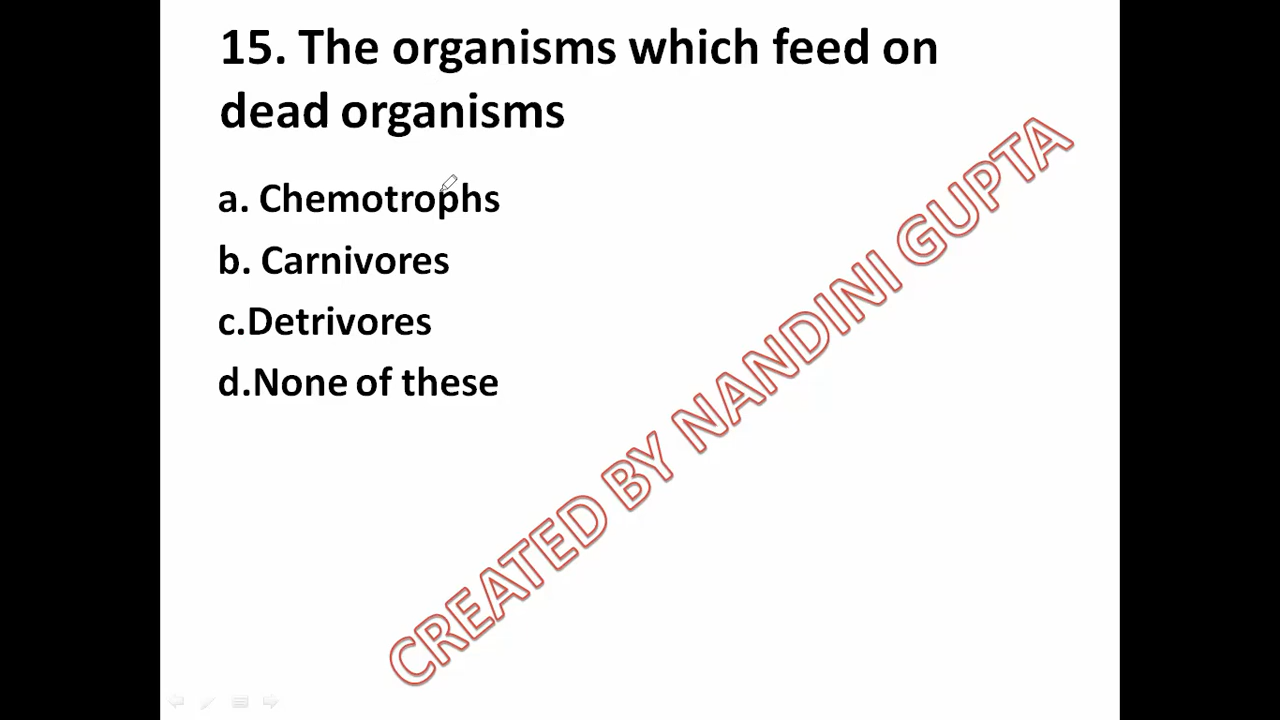 15. The organisms which feed on
dead organisms
a. Chemotrophs
b. Carnivores
c.Detrivores
d.None of these
CREATED BY NANDINI GUPTA